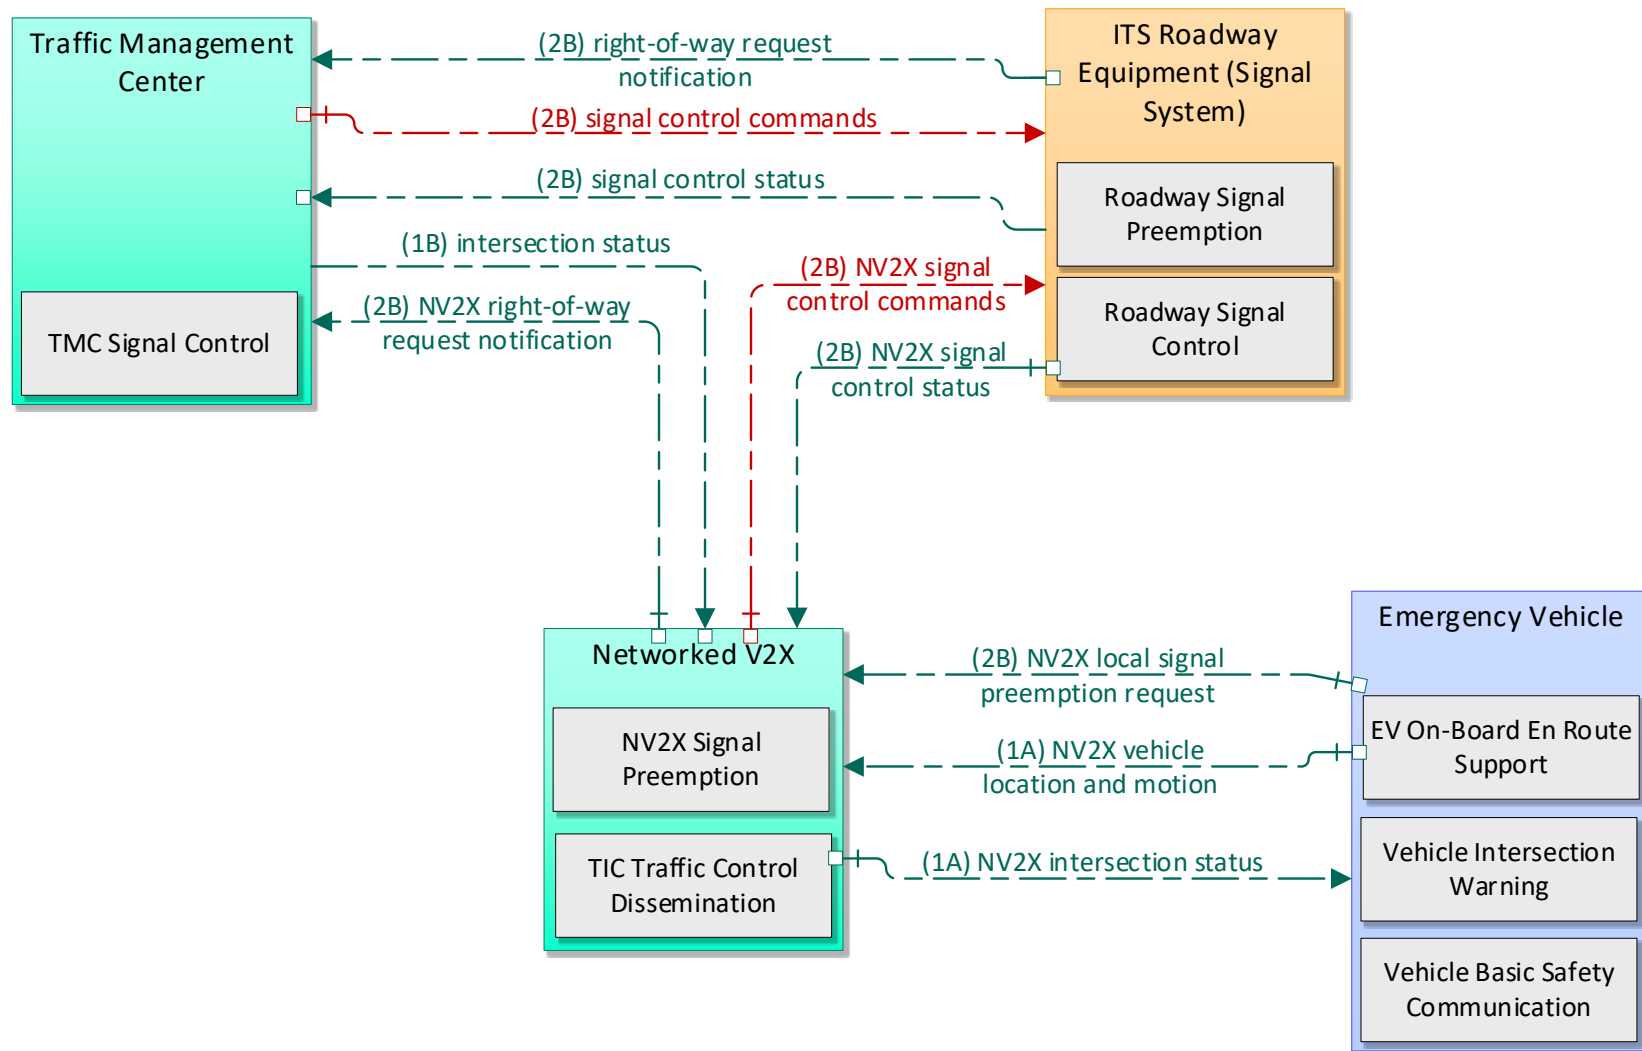 Traffic Management
Center
TMC Signal Control
(2B) right-of-way request
notification
(2B) signal control commands
(2B) signal control status
(1B) intersection status
(2B) NV2X right-of-way
request notification
(2B) NV2X signal
control commands
(2B) NV2X signal
control status
ITS Roadway
Equipment (Signal
System)
Roadway Signal
Preemption
Roadway Signal
Control
Networked V2X
NV2X Signal
Preemption
TIC Traffic Control
Dissemination
(2B) NV2X local signal
preemption request
(1A) NV2X vehicle
location and motion
(1A) NV2X intersection status
Emergency Vehicle
EV On-Board En Route
Support
Vehicle Intersection
Warning
Vehicle Basic Safety
Communication